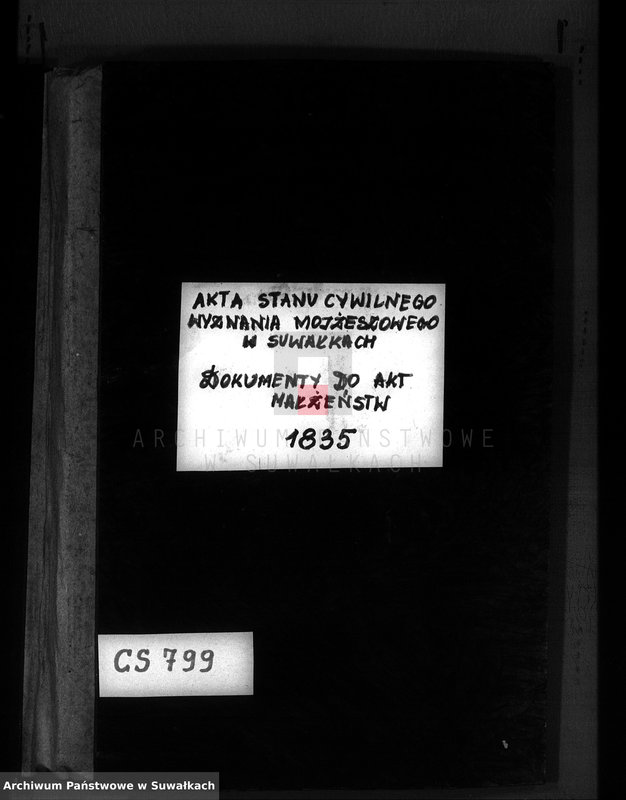 AKTA STANU CYWILNEGO
WYZNANIA MOJŻESZOWEGO
W SUWAŁKACH
DOKUMENTY DO AKT
MAŁŻEŃSTW
1835
ARCHIWUM PAŃSTWOWE
W SUWAŁKACH
CS 799
Archiwum Państwowe w Suwałkach